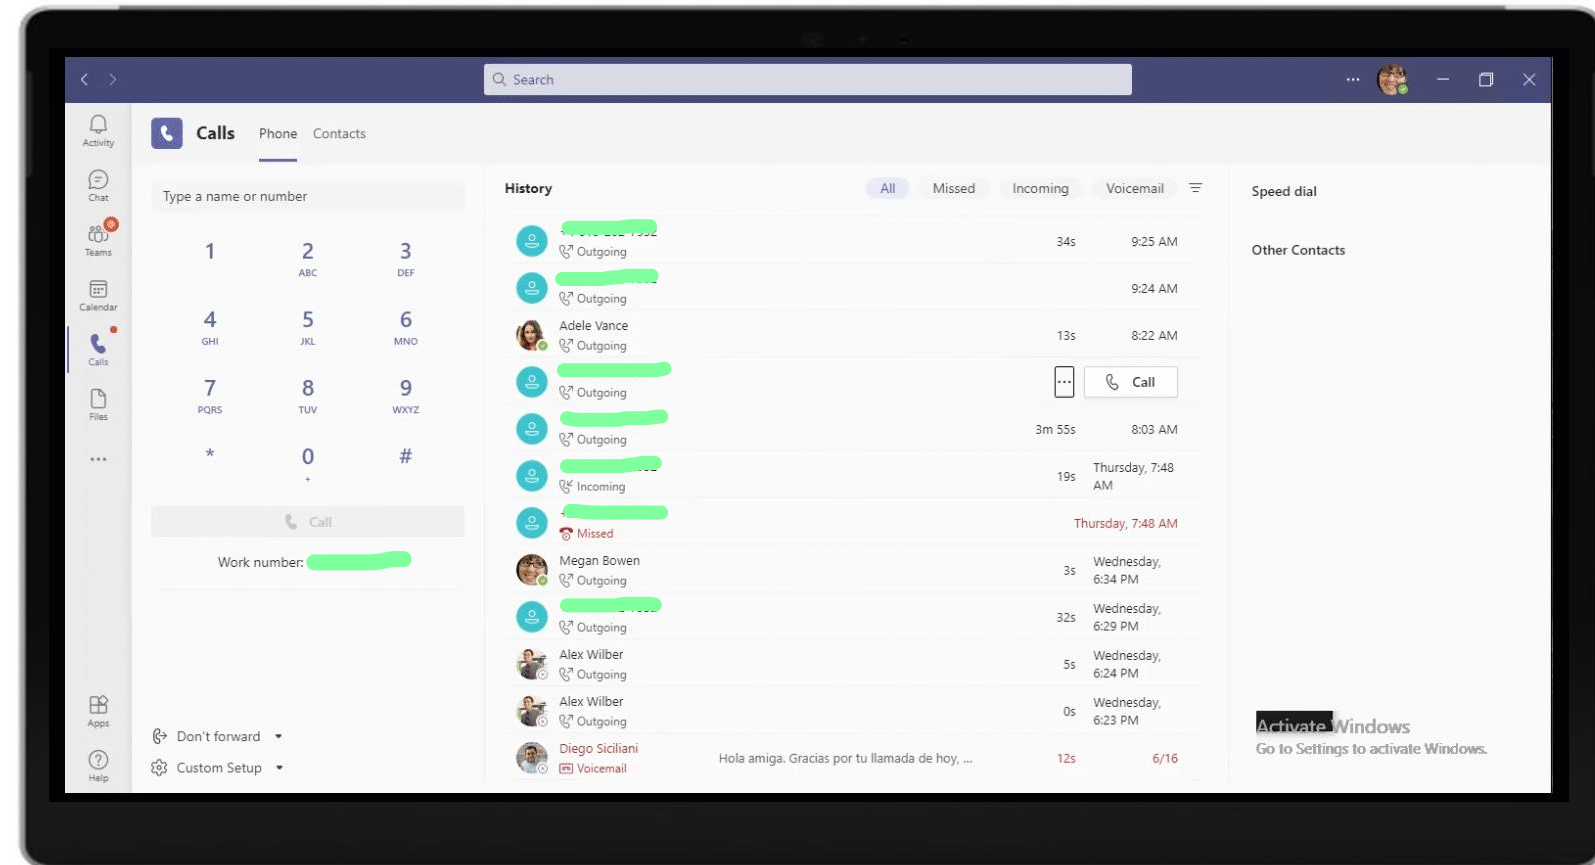 Search
Activity
Chat
Teams
Calendar
Calls
Files
Apps
Help
Calls Phone Contacts
Type a name or number
1 2 3
ABC DEF
4 5 6
GHI JKL MNO
7 8 9
PQRS TUV WXYZ
* 0 #
+
Call
Work number:
Don't forward
Custom Setup
History All Missed Incoming Voicemail
Outgoing 34s 9:25 AM
Outgoing 9:24 AM
Adele Vance
Outgoing 13s 8:22 AM
Outgoing ... Call
Outgoing 3m 55s 8:03 AM
Incoming 19s Thursday, 7:48
AM
Missed Thursday, 7:48 AM
Megan Bowen
Outgoing 3s Wednesday,
6:34 PM
Outgoing 32s Wednesday,
6:29 PM
Alex Wilber
Outgoing 5s Wednesday,
6:24 PM
Alex Wilber
Outgoing 0s Wednesday,
6:23 PM
Diego Siciliani
Voicemail Hola amiga. Gracias por tu llamada de hoy, ... 12s 6/16
Speed dial
Other Contacts
Activate Windows
Go to Settings to activate Windows.